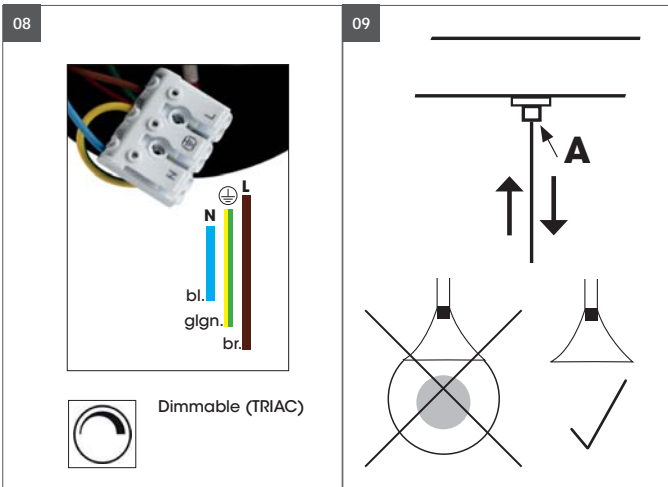 08
L
N
N
L
bl.
glgn.
br.
Dimmable (TRIAC)
09
A